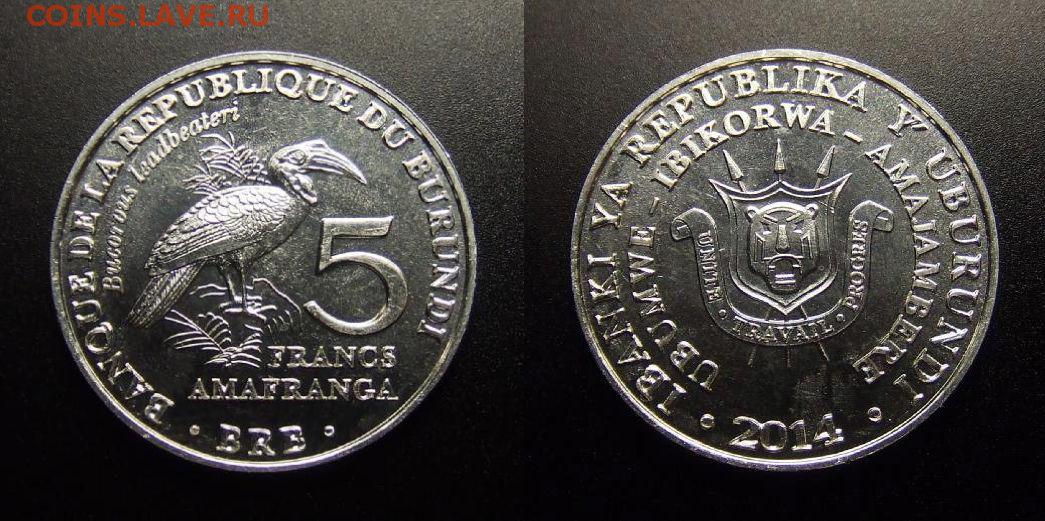 COINS.LAVE.RU
BANQUE DE LA REPUBLIQUE DU BURUNDI
Bucorvus leadbeateri
5
FRANCS
AMAFRANGA
· BRB ·
· IBANKI YA REPUBLIKA Y' UBURUNDI ·
UBUMWE - IBIKORWA - AMAJAMBERE
UNITE · TRAVAIL · PROGRES
2014